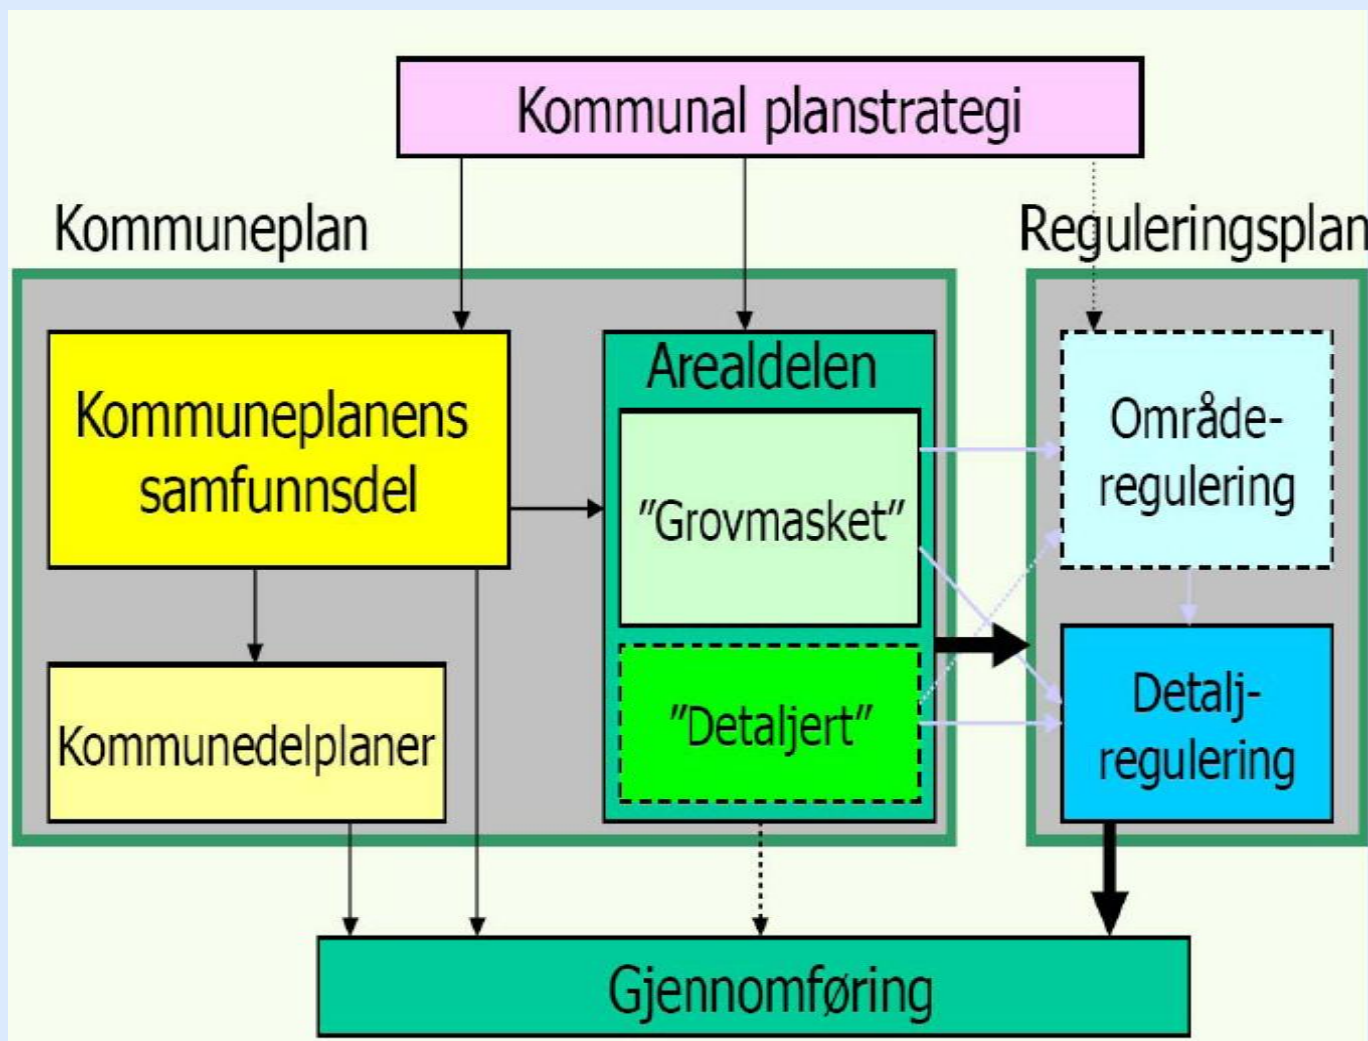 Kommunal planstrategi
Kommuneplan
Reguleringsplan
Kommuneplanens
samfunnsdel
Kommunedelplaner
Arealdelen
”Grovmasket”
”Detaljert”
Område-
regulering
Detalj-
regulering
Gjennomføring